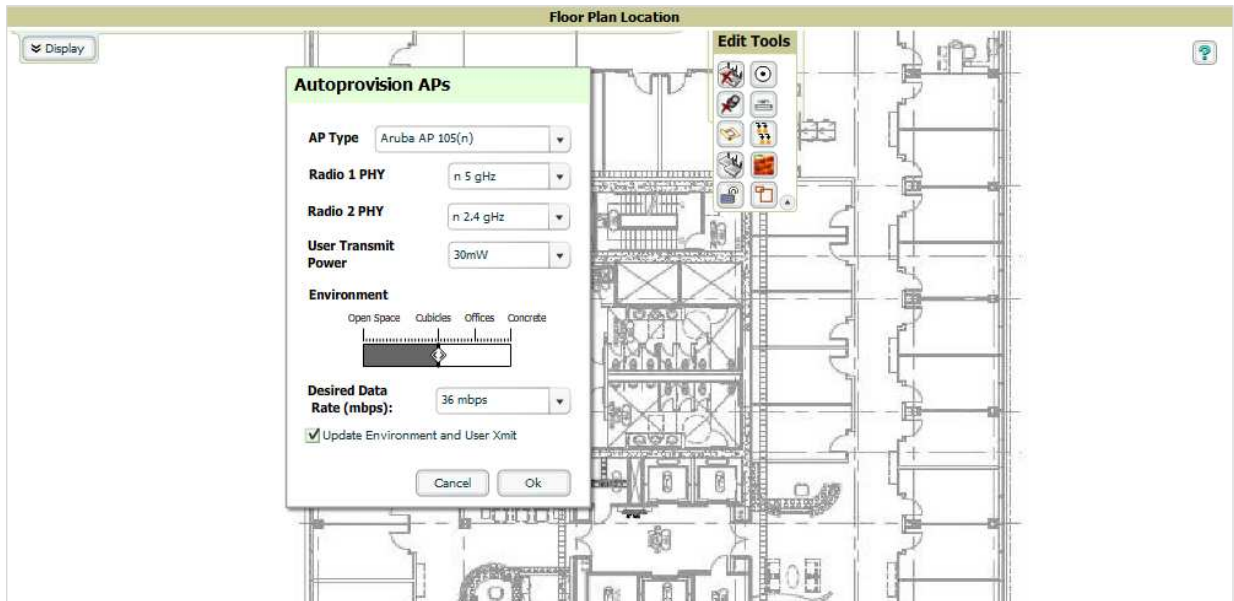 Floor Plan Location
Display
Edit Tools
?
Autoprovision APs
AP Type Aruba AP 105(n)
Radio 1 PHY n 5 gHz
Radio 2 PHY n 2.4 gHz
User Transmit
Power 30mW
Environment
Open Space Cubicles Offices Concrete
Desired Data
Rate (mbps): 36 mbps
Update Environment and User Xmit
Cancel Ok